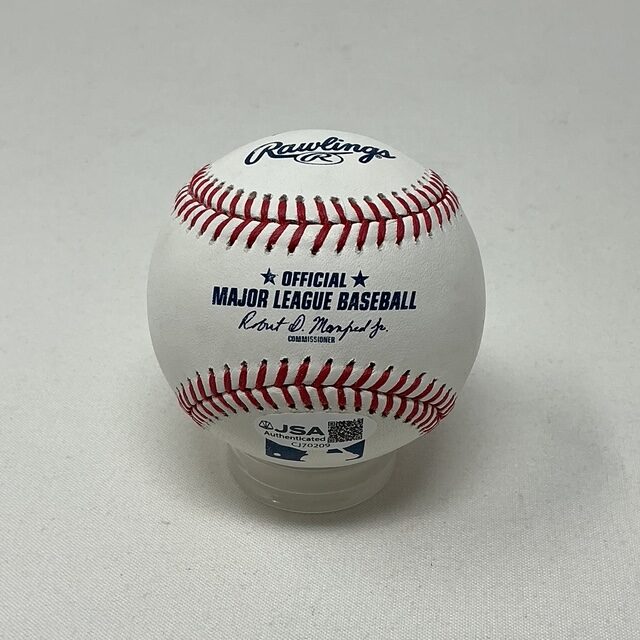 Rawlings
R
★ OFFICIAL ★
MAJOR LEAGUE BASEBALL
Robert D. Manfred Jr.
COMMISSIONER
JSA
Authenticated
CJ70209